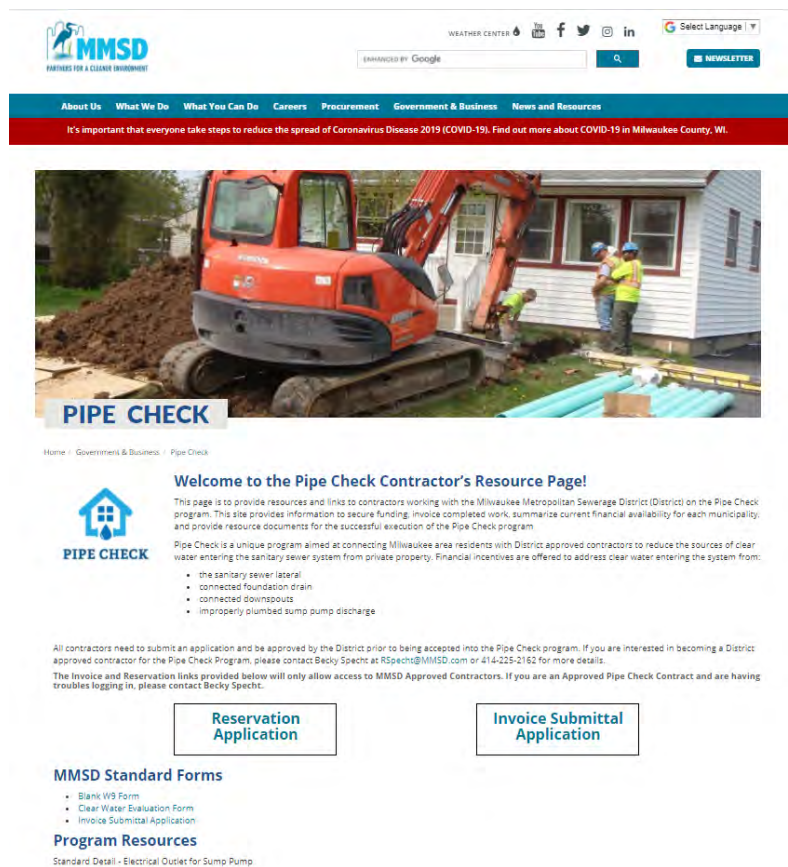 MMSD
PARTNERS FOR A CLEANER ENVIRONMENT
WEATHER CENTER
You Tube
Select Language ▼
ENHANCED BY Google
NEWSLETTER
About Us What We Do What You Can Do Careers Procurement Government & Business News and Resources
It's important that everyone take steps to reduce the spread of Coronavirus Disease 2019 (COVID-19). Find out more about COVID-19 in Milwaukee County, WI.
KUBOTA
PIPE CHECK
Home / Government & Business / Pipe Check
PIPE CHECK
Welcome to the Pipe Check Contractor's Resource Page!
This page is to provide resources and links to contractors working with the Milwaukee Metropolitan Sewerage District (District) on the Pipe Check
program. This site provides information to secure funding, invoice completed work, summarize current financial availability for each municipality,
and provide resource documents for the successful execution of the Pipe Check program
Pipe Check is a unique program aimed at connecting Milwaukee area residents with District approved contractors to reduce the sources of clear
water entering the sanitary sewer system from private property. Financial incentives are offered to address clear water entering the system from:
• the sanitary sewer lateral
• connected foundation drain
• connected downspouts
• improperly plumbed sump pump discharge
All contractors need to submit an application and be approved by the District prior to being accepted into the Pipe Check program. If you are interested in becoming a District
approved contractor for the Pipe Check Program, please contact Becky Specht at RSpecht@MMSD.com or 414-225-2162 for more details.
The Invoice and Reservation links provided below will only allow access to MMSD Approved Contractors. If you are an Approved Pipe Check Contract and are having
troubles logging in, please contact Becky Specht.
Reservation
Application
Invoice Submittal
Application
MMSD Standard Forms
• Blank W9 Form
• Clear Water Evaluation Form
• Invoice Submittal Application
Program Resources
Standard Detail - Electrical Outlet for Sump Pump